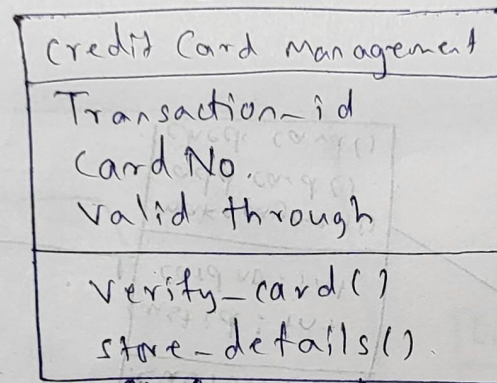 Credit Card Management
Transaction_id
Card No.
Valid through
verify_card()
store_details().